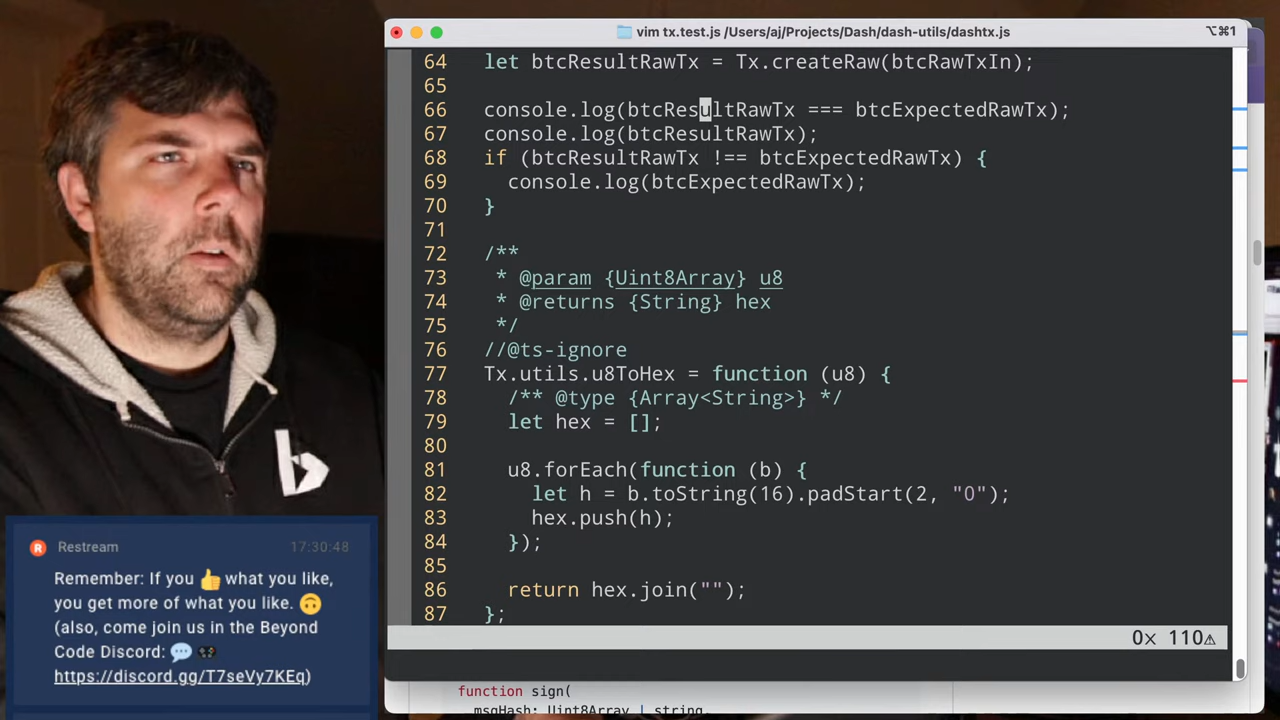 vim tx.test.js /Users/aj/Projects/Dash/dash-utils/dashtx.js
⌥⌘1
64 let btcResultRawTx = Tx.createRaw(btcRawTxIn);
65
66 console.log(btcResultRawTx === btcExpectedRawTx);
67 console.log(btcResultRawTx);
68 if (btcResultRawTx !== btcExpectedRawTx) {
69 console.log(btcExpectedRawTx);
70 }
71
72 /**
73 * @param {Uint8Array} u8
74 * @returns {String} hex
75 */
76 //@ts-ignore
77 Tx.utils.u8ToHex = function (u8) {
78 /** @type {Array<String>} */
79 let hex = [];
80
81 u8.forEach(function (b) {
82 let h = b.toString(16).padStart(2, "0");
83 hex.push(h);
84 });
85
86 return hex.join("");
87 };
0× 110⚠
function sign(
msgHash: Uint8Array | string,
Restream 17:30:48
Remember: If you 👍 what you like,
you get more of what you like. 🙃
(also, come join us in the Beyond
Code Discord: 💬 🎮
https://discord.gg/T7seVy7KEq)